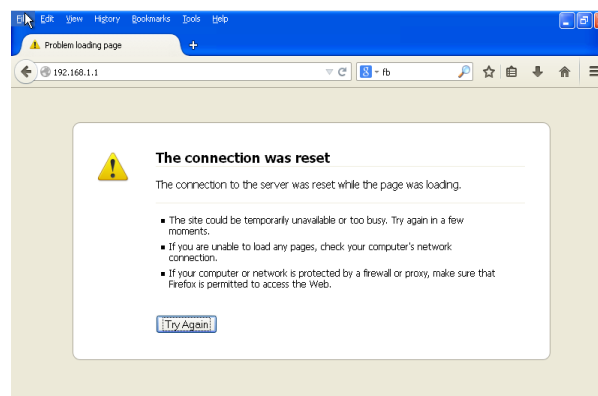 File Edit View History Bookmarks Tools Help
Problem loading page
192.168.1.1 fb
The connection was reset
The connection to the server was reset while the page was loading.
The site could be temporarily unavailable or too busy. Try again in a few
moments.
If you are unable to load any pages, check your computer's network
connection.
If your computer or network is protected by a firewall or proxy, make sure that
Firefox is permitted to access the Web.
Try Again